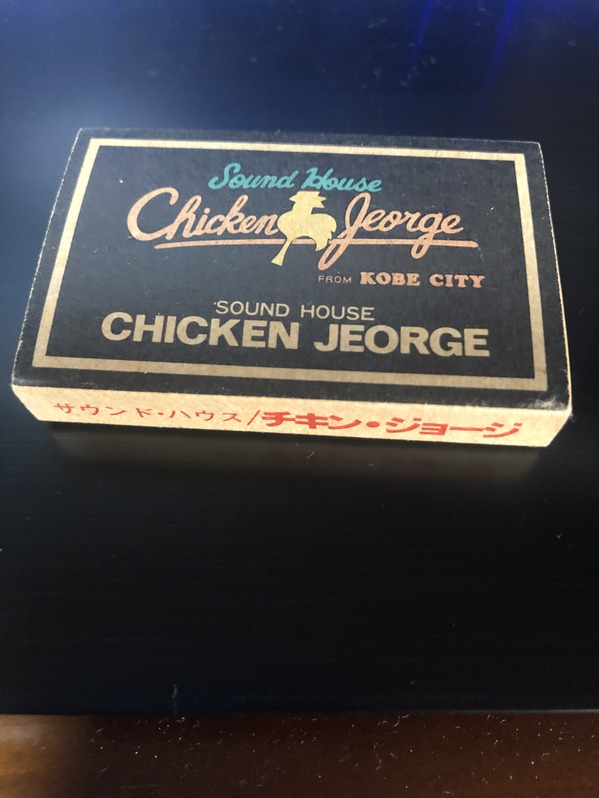 Sound House
Chicken Jeorge
FROM KOBE CITY
SOUND HOUSE
CHICKEN JEORGE
サウンド・ハウス/チキン・ジョージ